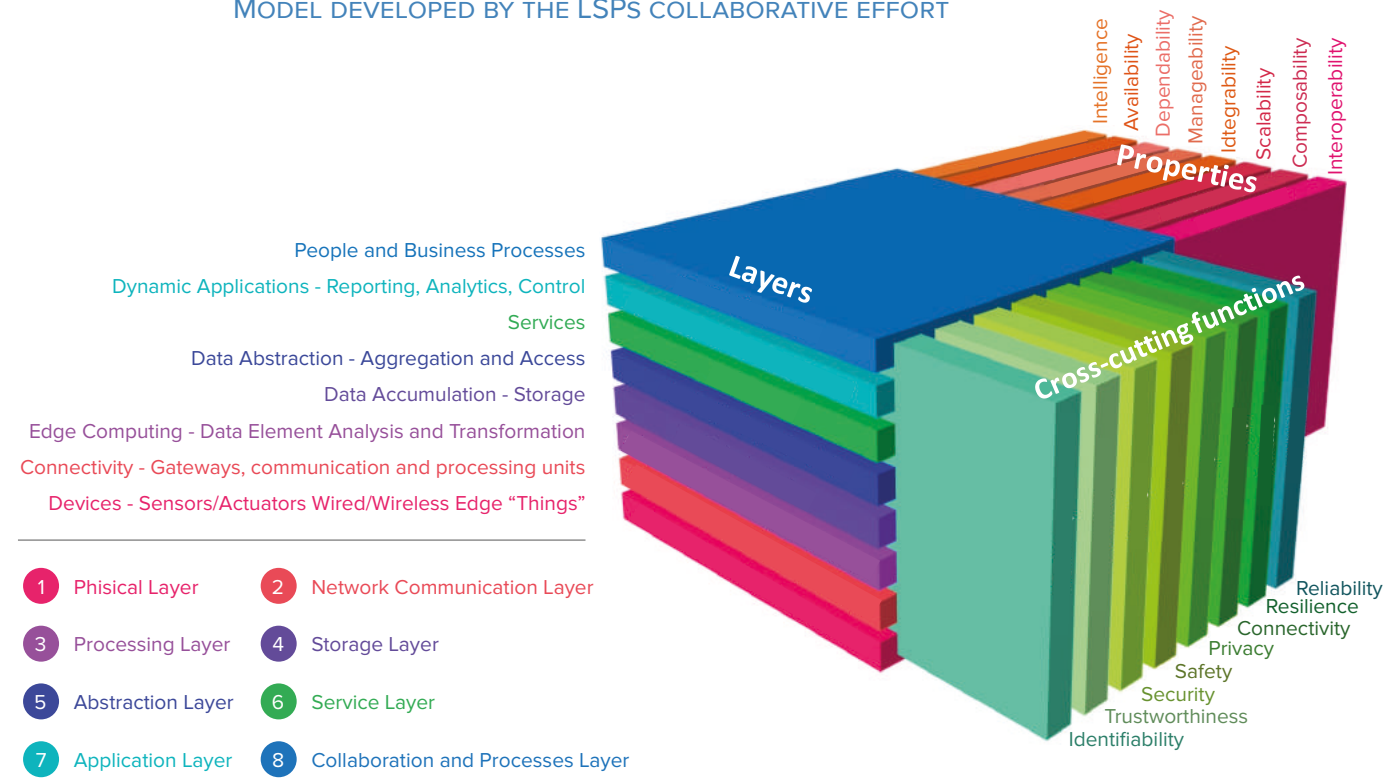 MODEL DEVELOPED BY THE LSPS COLLABORATIVE EFFORT
Intelligence
Availability
Dependability
Manageability
Idtegrability
Scalability
Composability
Interoperability
Properties
Layers
Cross-cutting functions
People and Business Processes
Dynamic Applications - Reporting, Analytics, Control
Services
Data Abstraction - Aggregation and Access
Data Accumulation - Storage
Edge Computing - Data Element Analysis and Transformation
Connectivity - Gateways, communication and processing units
Devices - Sensors/Actuators Wired/Wireless Edge “Things”
1 Phisical Layer
2 Network Communication Layer
3 Processing Layer
4 Storage Layer
5 Abstraction Layer
6 Service Layer
7 Application Layer
8 Collaboration and Processes Layer
Reliability
Resilience
Connectivity
Privacy
Safety
Security
Trustworthiness
Identifiability